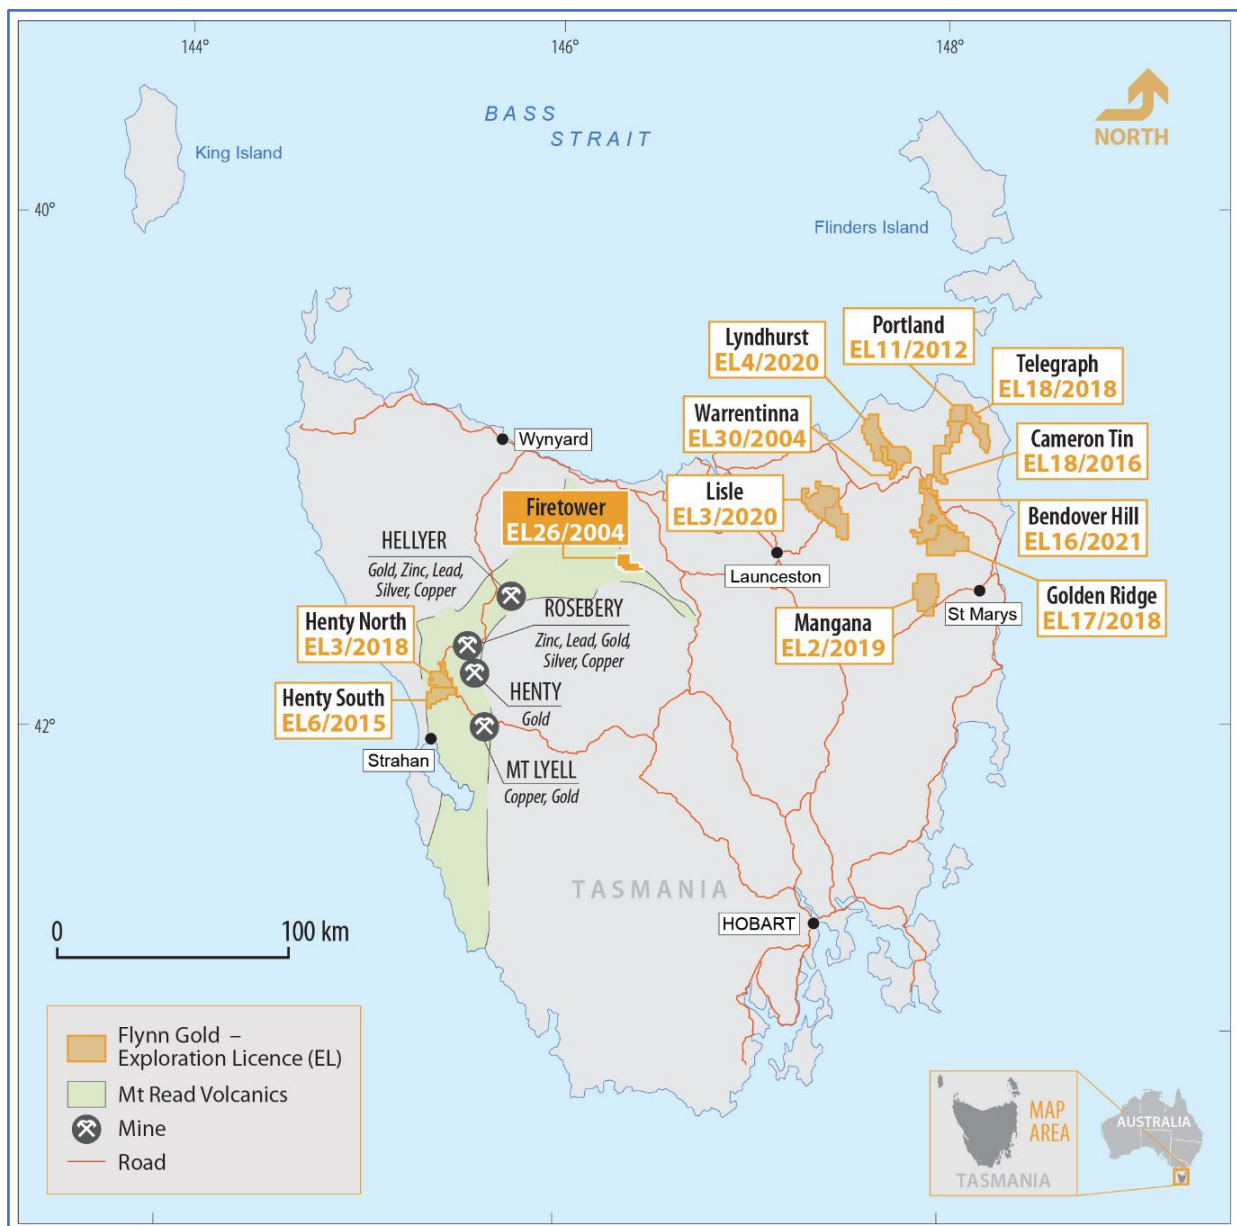 144°
146°
148°
BASS
STRAIT
NORTH
King Island
40°
Flinders Island
Portland
EL11/2012
Lyndhurst
EL4/2020
Telegraph
EL18/2018
Warrentinna
EL30/2004
Cameron Tin
EL18/2016
Wynyard
Lisle
EL3/2020
Firetower
EL26/2004
Bendover Hill
EL16/2021
HELLYER
Gold, Zinc, Lead,
Silver, Copper
Launceston
Golden Ridge
EL17/2018
ROSEBERY
Zinc, Lead, Gold,
Silver, Copper
St Marys
Mangana
EL2/2019
Henty North
EL3/2018
HENTY
Gold
Henty South
EL6/2015
42°
Strahan
MT LYELL
Copper, Gold
TASMANIA
HOBART
0
100 km
Flynn Gold –
Exploration Licence (EL)
Mt Read Volcanics
Mine
Road
MAP
AREA
TASMANIA
AUSTRALIA